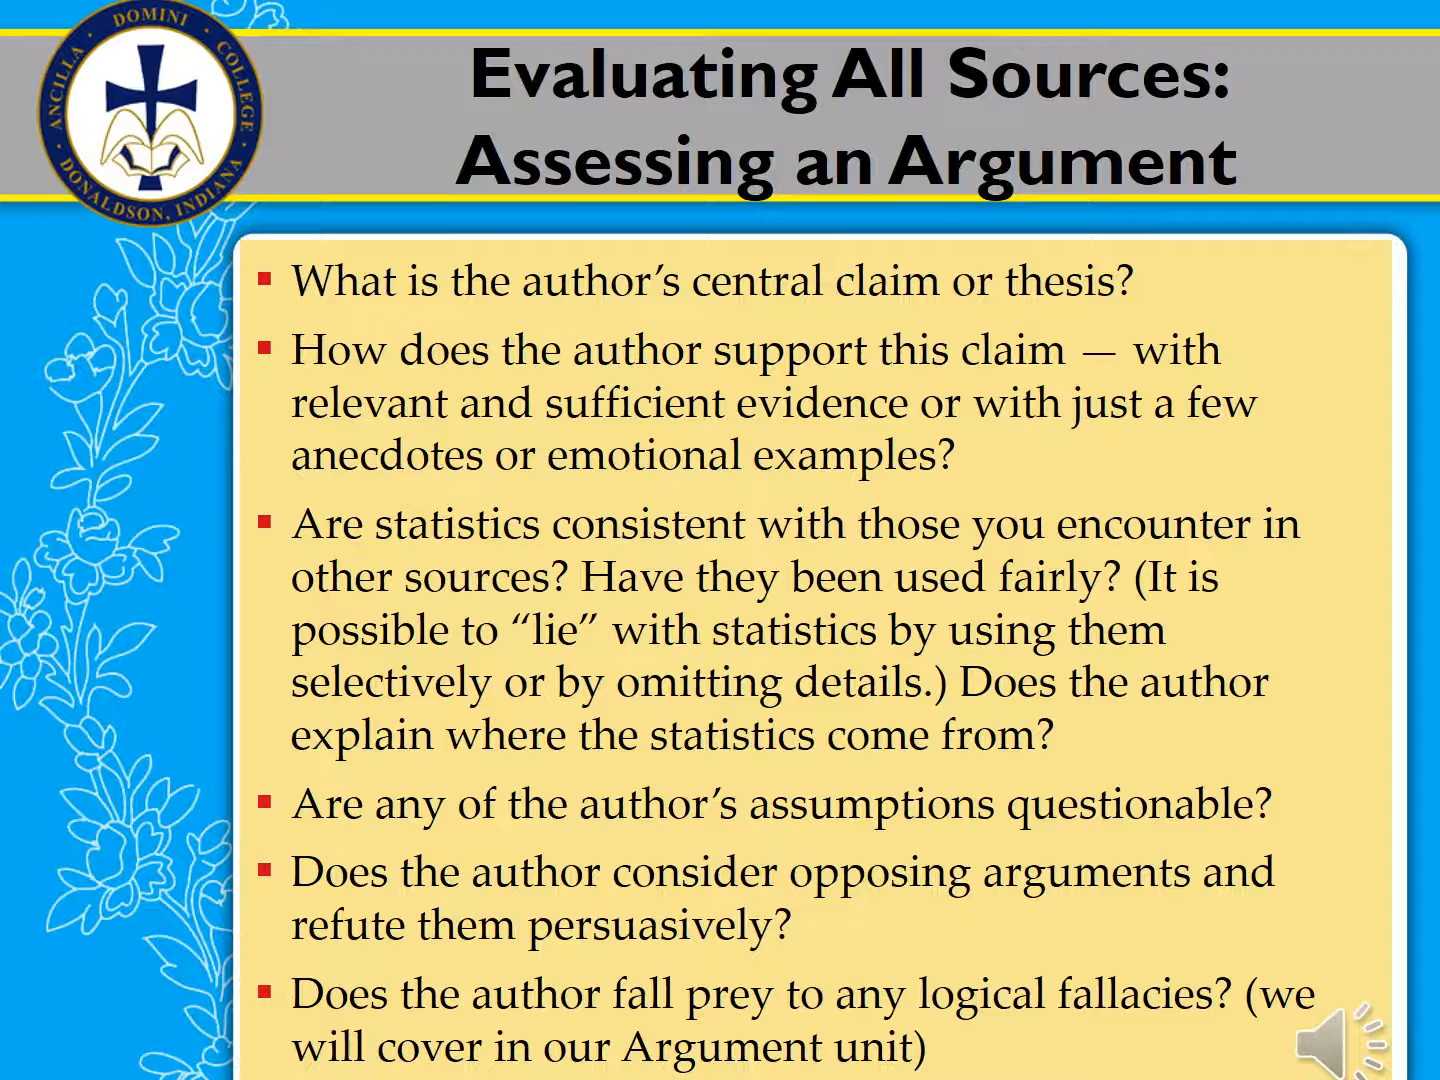 ANCILLA DOMINI COLLEGE
DONALDSON, INDIANA
Evaluating All Sources:
Assessing an Argument
▪ What is the author’s central claim or thesis?
▪ How does the author support this claim — with
relevant and sufficient evidence or with just a few
anecdotes or emotional examples?
▪ Are statistics consistent with those you encounter in
other sources? Have they been used fairly? (It is
possible to “lie” with statistics by using them
selectively or by omitting details.) Does the author
explain where the statistics come from?
▪ Are any of the author’s assumptions questionable?
▪ Does the author consider opposing arguments and
refute them persuasively?
▪ Does the author fall prey to any logical fallacies? (we
will cover in our Argument unit)